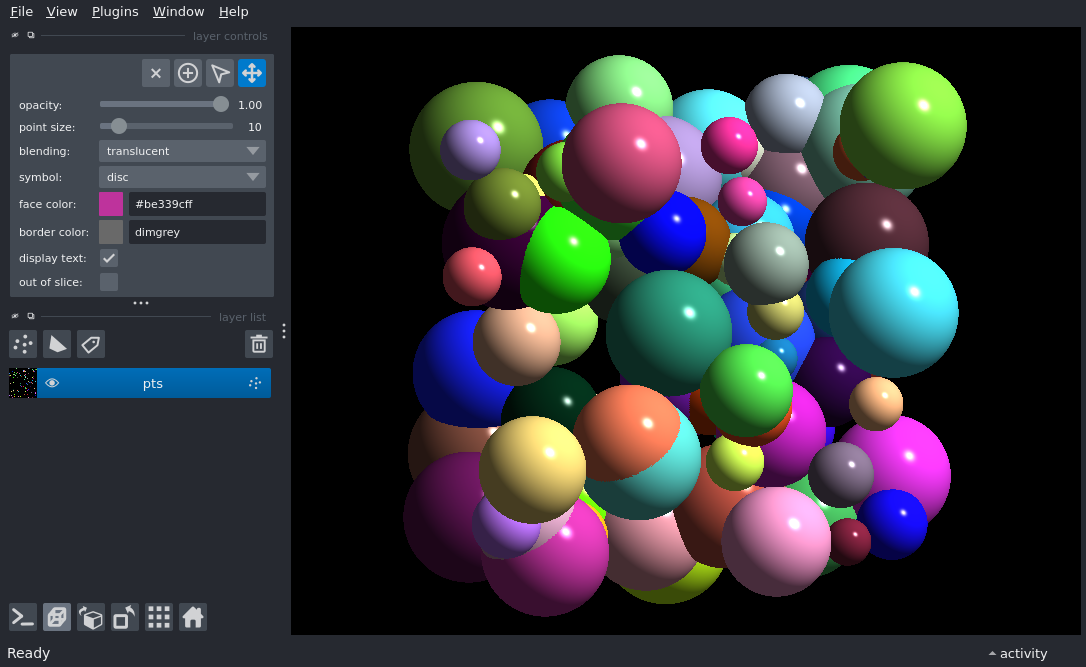 File View Plugins Window Help
layer controls
opacity: 1.00
point size: 10
blending: translucent
symbol: disc
face color: #be339cff
border color: dimgrey
display text:
out of slice:
layer list
pts
Ready
activity